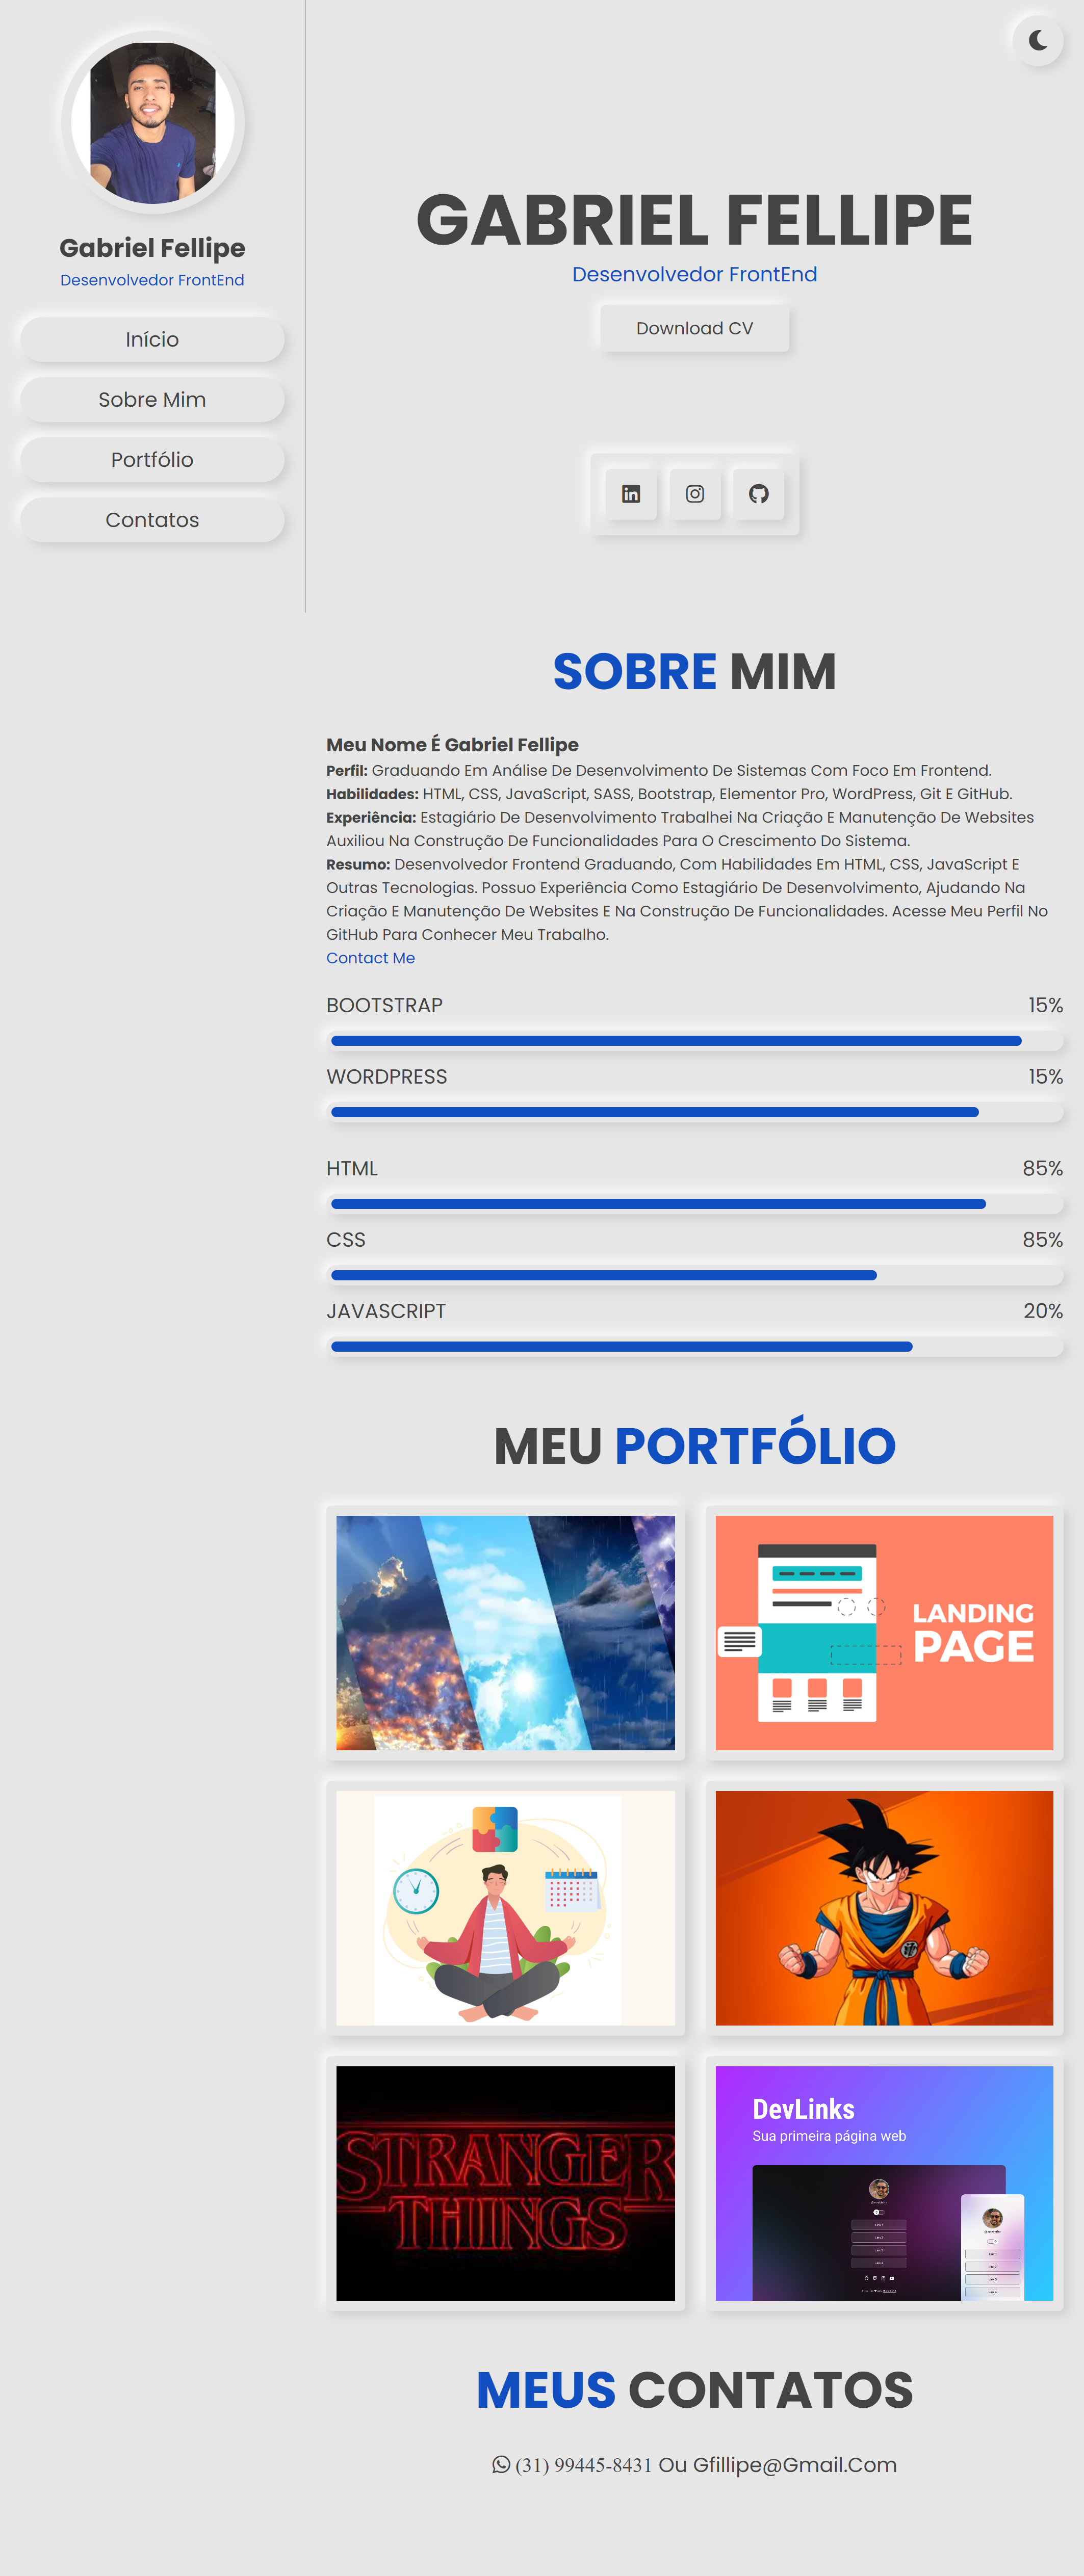 Gabriel Fellipe
Desenvolvedor FrontEnd
Início
Sobre Mim
Portfólio
Contatos
GABRIEL FELLIPE
Desenvolvedor FrontEnd
Download CV
SOBRE MIM
Meu Nome É Gabriel Fellipe
Perfil: Graduando Em Análise De Desenvolvimento De Sistemas Com Foco Em Frontend.
Habilidades: HTML, CSS, JavaScript, SASS, Bootstrap, Elementor Pro, WordPress, Git E GitHub.
Experiência: Estagiário De Desenvolvimento Trabalhei Na Criação E Manutenção De Websites
Auxiliou Na Construção De Funcionalidades Para O Crescimento Do Sistema.
Resumo: Desenvolvedor Frontend Graduando, Com Habilidades Em HTML, CSS, JavaScript E
Outras Tecnologias. Possuo Experiência Como Estagiário De Desenvolvimento, Ajudando Na
Criação E Manutenção De Websites E Na Construção De Funcionalidades. Acesse Meu Perfil No
GitHub Para Conhecer Meu Trabalho.
Contact Me
BOOTSTRAP 15%
WORDPRESS 15%
HTML 85%
CSS 85%
JAVASCRIPT 20%
MEU PORTFÓLIO
LANDING
PAGE
STRANGER
THINGS
DevLinks
Sua primeira página web
MEUS CONTATOS
(31) 99445-8431 Ou Gfillipe@Gmail.Com